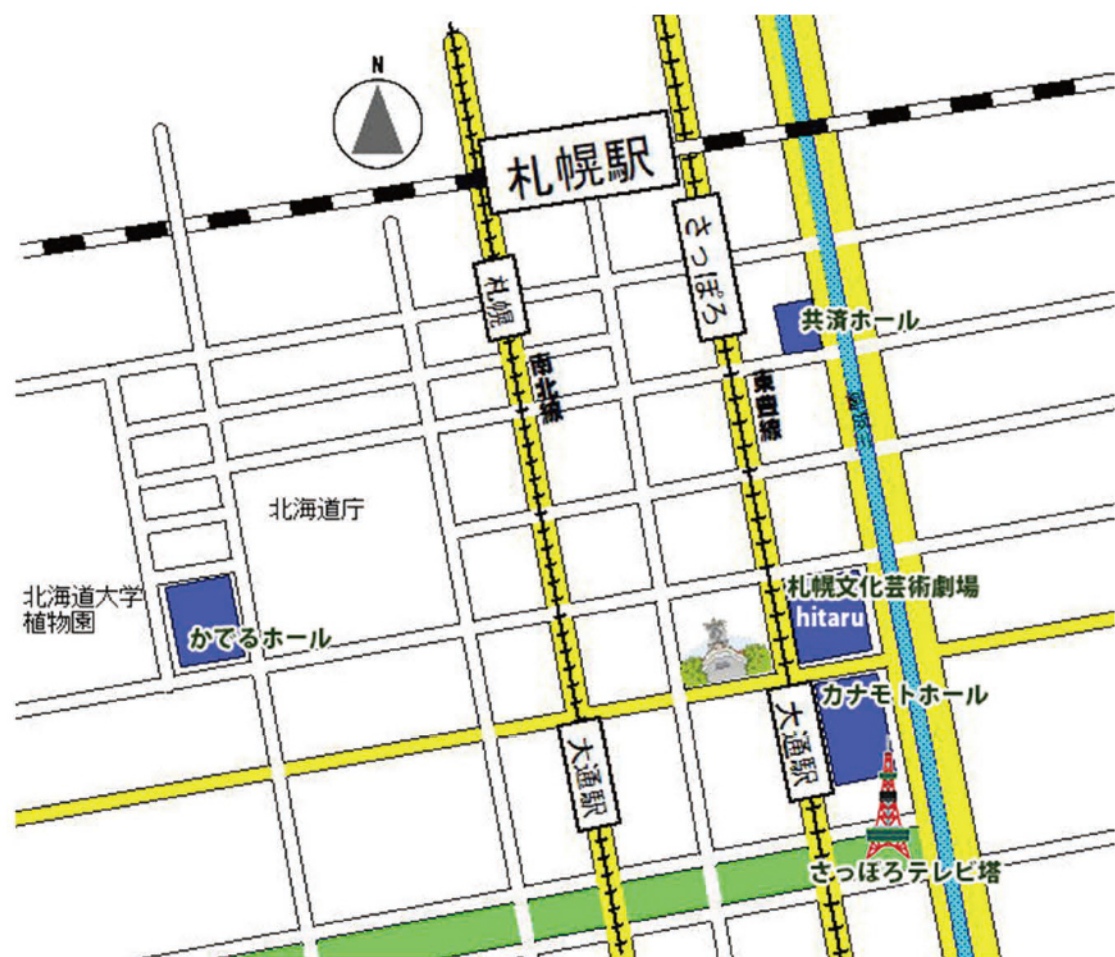 N
札幌駅
さっぽろ
札幌
共済ホール
南北線
東豊線
北海道庁
北海道大学
植物園
かでるホール
札幌文化芸術劇場
hitaru
カナモトホール
大通駅
大通駅
さっぽろテレビ塔